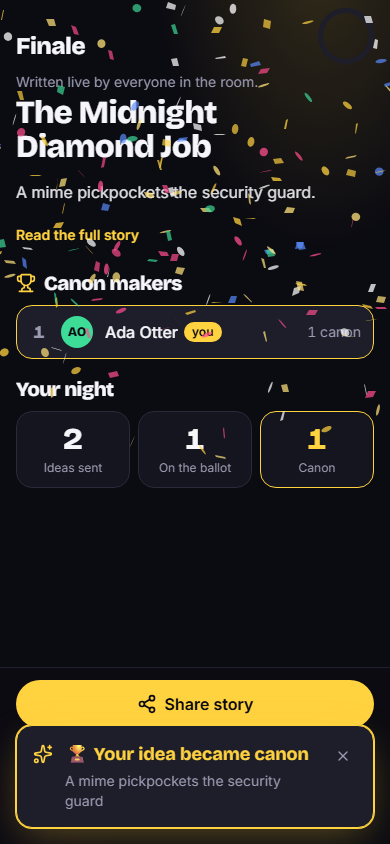 Finale
Written live by everyone in the room.
The Midnight
Diamond Job
A mime pickpockets the security guard.
Read the full story
Canon makers
1 AO Ada Otter you 1 canon
Your night
2 1 1
Ideas sent On the ballot Canon
Share story
🏆 Your idea became canon
A mime pickpockets the security
guard